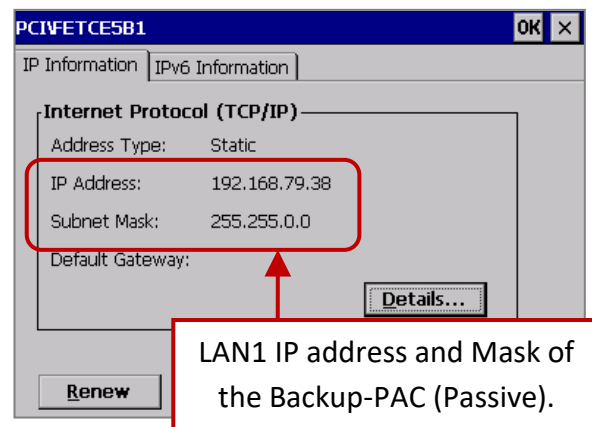 PCI\FETCE5B1 OK ×
IP Information IPv6 Information
Internet Protocol (TCP/IP)
Address Type: Static
IP Address: 192.168.79.38
Subnet Mask: 255.255.0.0
Default Gateway:
Details...
LAN1 IP address and Mask of
the Backup-PAC (Passive).
Renew